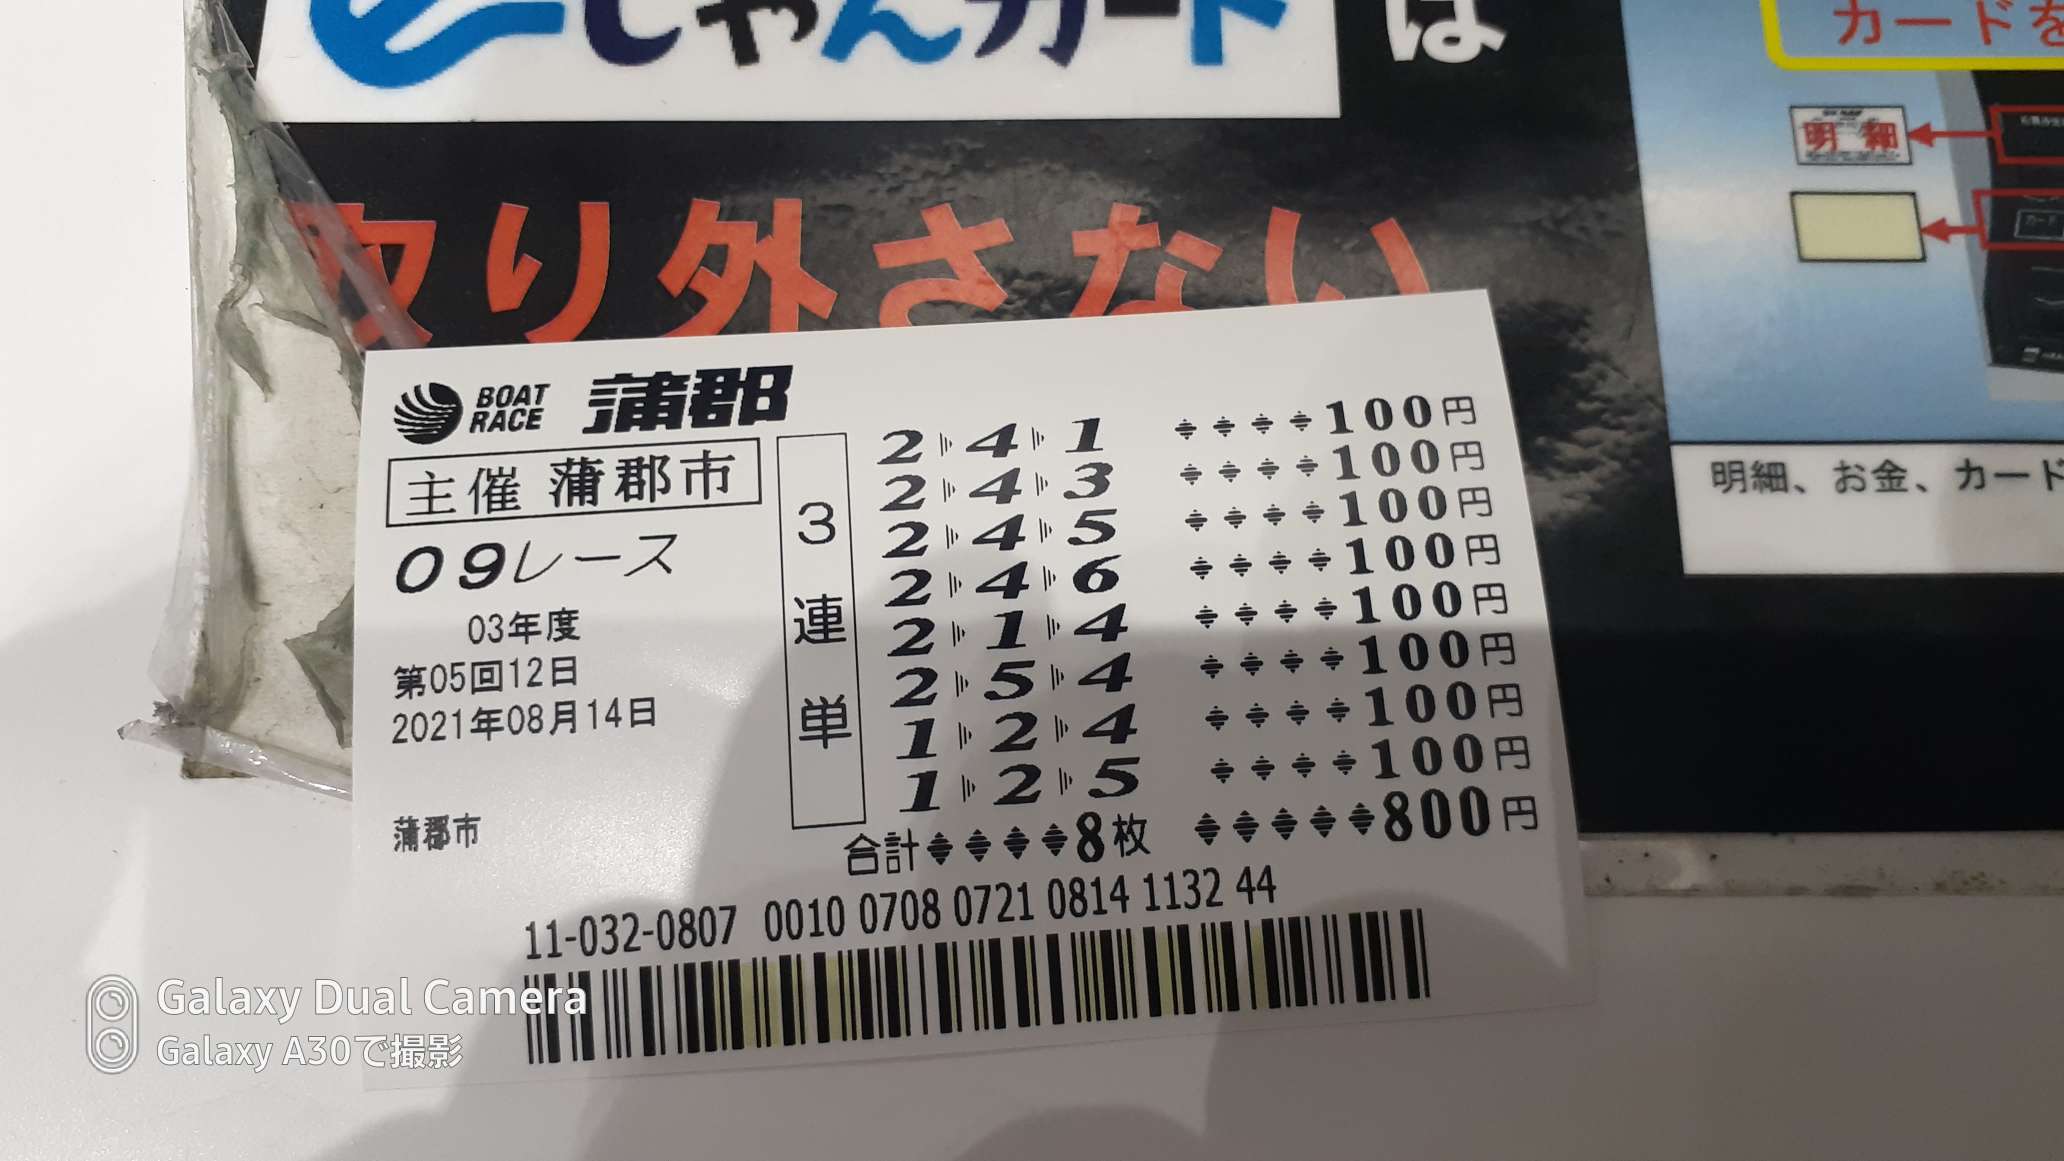 しゃんカード は
カードを
明細
取り外さない
明細、お金、カード
BOAT RACE 蒲郡
主催 蒲郡市
09レース
03年度
第05回12日
2021年08月14日
蒲郡市
3連単
2 4 1 100円
2 4 3 100円
2 4 5 100円
2 4 6 100円
2 1 4 100円
2 5 4 100円
1 2 4 100円
1 2 5 100円
合計 8枚 800円
11-032-0807 0010 0708 0721 0814 1132 44
Galaxy Dual Camera
Galaxy A30で撮影